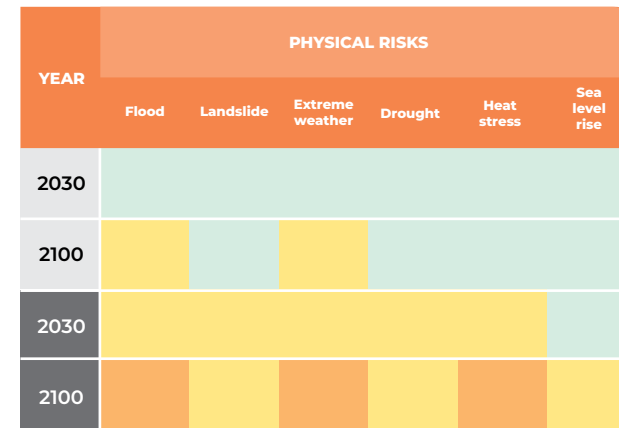 PHYSICAL RISKS
YEAR
Flood
Landslide
Extreme
weather
Drought
Heat
stress
Sea
level
rise
2030
2100
2030
2100